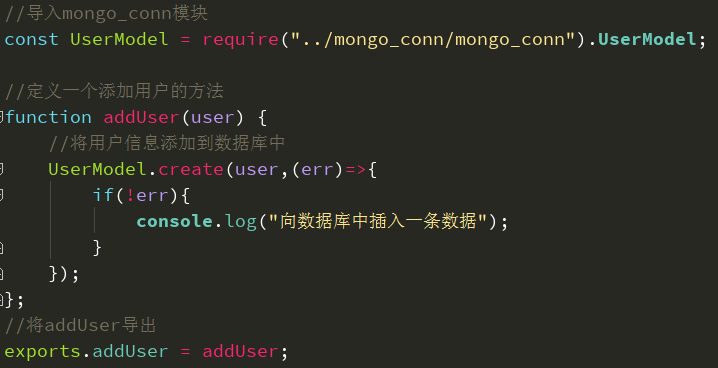 //导入mongo_conn模块
const UserModel = require("../mongo_conn/mongo_conn").UserModel;
//定义一个添加用户的方法
function addUser(user) {
//将用户信息添加到数据库中
UserModel.create(user,(err)=>{
if(!err){
console.log("向数据库中插入一条数据");
}
});
};
//将addUser导出
exports.addUser = addUser;